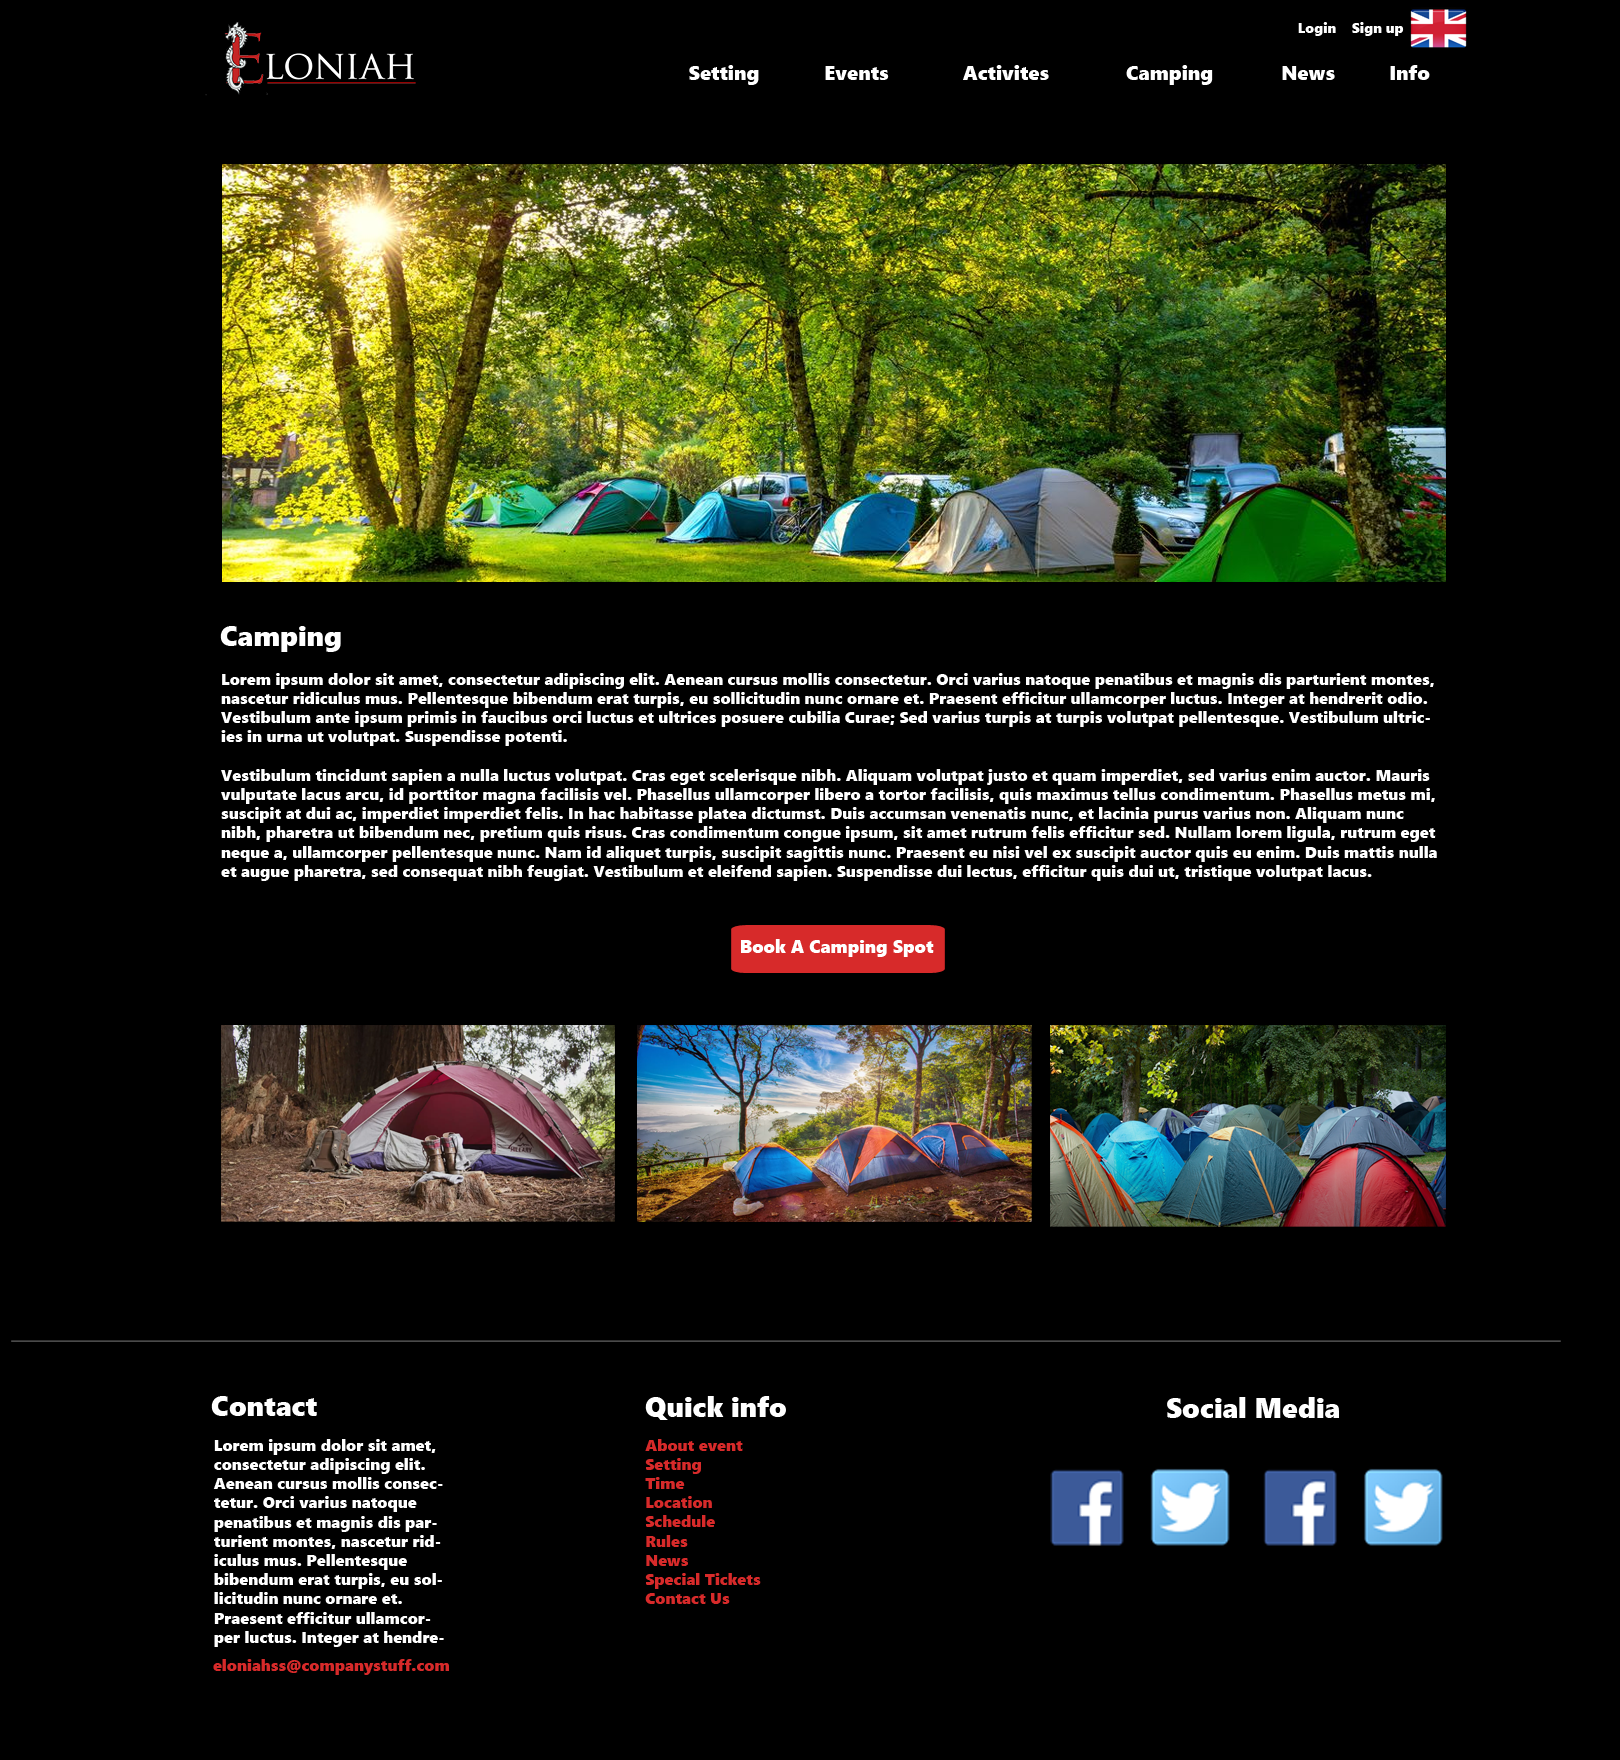 ELONIAH
Login Sign up
Setting Events Activites Camping News Info
Camping
Lorem ipsum dolor sit amet, consectetur adipiscing elit. Aenean cursus mollis consectetur. Orci varius natoque penatibus et magnis dis parturient montes,
nascetur ridiculus mus. Pellentesque bibendum erat turpis, eu sollicitudin nunc ornare et. Praesent efficitur ullamcorper luctus. Integer at hendrerit odio.
Vestibulum ante ipsum primis in faucibus orci luctus et ultrices posuere cubilia Curae; Sed varius turpis at turpis volutpat pellentesque. Vestibulum ultric-
ies in urna ut volutpat. Suspendisse potenti.
Vestibulum tincidunt sapien a nulla luctus volutpat. Cras eget scelerisque nibh. Aliquam volutpat justo et quam imperdiet, sed varius enim auctor. Mauris
vulputate lacus arcu, id porttitor magna facilisis vel. Phasellus ullamcorper libero a tortor facilisis, quis maximus tellus condimentum. Phasellus metus mi,
suscipit at dui ac, imperdiet imperdiet felis. In hac habitasse platea dictumst. Duis accumsan venenatis nunc, et lacinia purus varius non. Aliquam nunc
nibh, pharetra ut bibendum nec, pretium quis risus. Cras condimentum congue ipsum, sit amet rutrum felis efficitur sed. Nullam lorem ligula, rutrum eget
neque a, ullamcorper pellentesque nunc. Nam id aliquet turpis, suscipit sagittis nunc. Praesent eu nisi vel ex suscipit auctor quis eu enim. Duis mattis nulla
et augue pharetra, sed consequat nibh feugiat. Vestibulum et eleifend sapien. Suspendisse dui lectus, efficitur quis dui ut, tristique volutpat lacus.
Book A Camping Spot
Contact
Lorem ipsum dolor sit amet,
consectetur adipiscing elit.
Aenean cursus mollis consec-
tetur. Orci varius natoque
penatibus et magnis dis par-
turient montes, nascetur rid-
iculus mus. Pellentesque
bibendum erat turpis, eu sol-
licitudin nunc ornare et.
Praesent efficitur ullamcor-
per luctus. Integer at hendre-
eloniahss@companystuff.com
Quick info
About event
Setting
Time
Location
Schedule
Rules
News
Special Tickets
Contact Us
Social Media